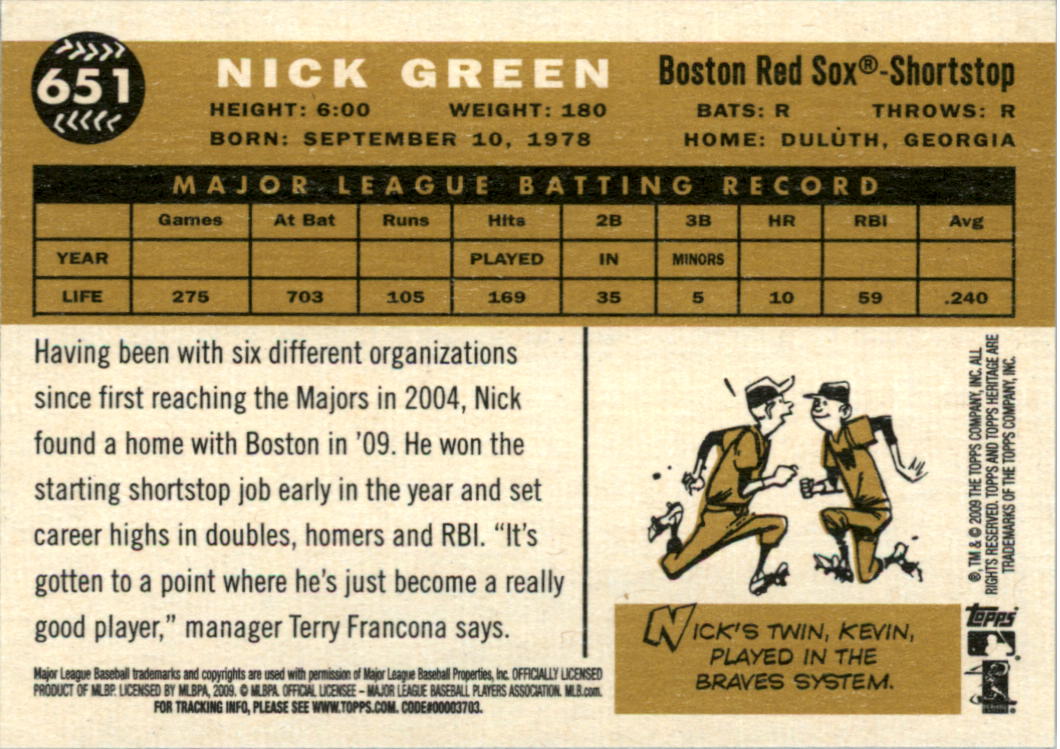 651
NICK GREEN
Boston Red Sox®-Shortstop
HEIGHT: 6:00 WEIGHT: 180 BATS: R THROWS: R
BORN: SEPTEMBER 10, 1978 HOME: DULUTH, GEORGIA
MAJOR LEAGUE BATTING RECORD
Games At Bat Runs Hits 2B 3B HR RBI Avg
YEAR PLAYED IN MINORS
LIFE 275 703 105 169 35 5 10 59 .240
Having been with six different organizations
since first reaching the Majors in 2004, Nick
found a home with Boston in '09. He won the
starting shortstop job early in the year and set
career highs in doubles, homers and RBI. “It's
gotten to a point where he's just become a really
good player,” manager Terry Francona says.
Major League Baseball trademarks and copyrights are used with permission of Major League Baseball Properties, Inc. OFFICIALLY LICENSED
PRODUCT OF MLBP. LICENSED BY MLBPA, 2009. © MLBPA. OFFICIAL LICENSEE – MAJOR LEAGUE BASEBALL PLAYERS ASSOCIATION. MLB.com.
FOR TRACKING INFO, PLEASE SEE WWW.TOPPS.COM. CODE#00003703.
NICK'S TWIN, KEVIN,
PLAYED IN THE
BRAVES SYSTEM.
®, TM & © 2009 THE TOPPS COMPANY, INC. ALL
RIGHTS RESERVED. TOPPS AND TOPPS HERITAGE ARE
TRADEMARKS OF THE TOPPS COMPANY, INC.
topps